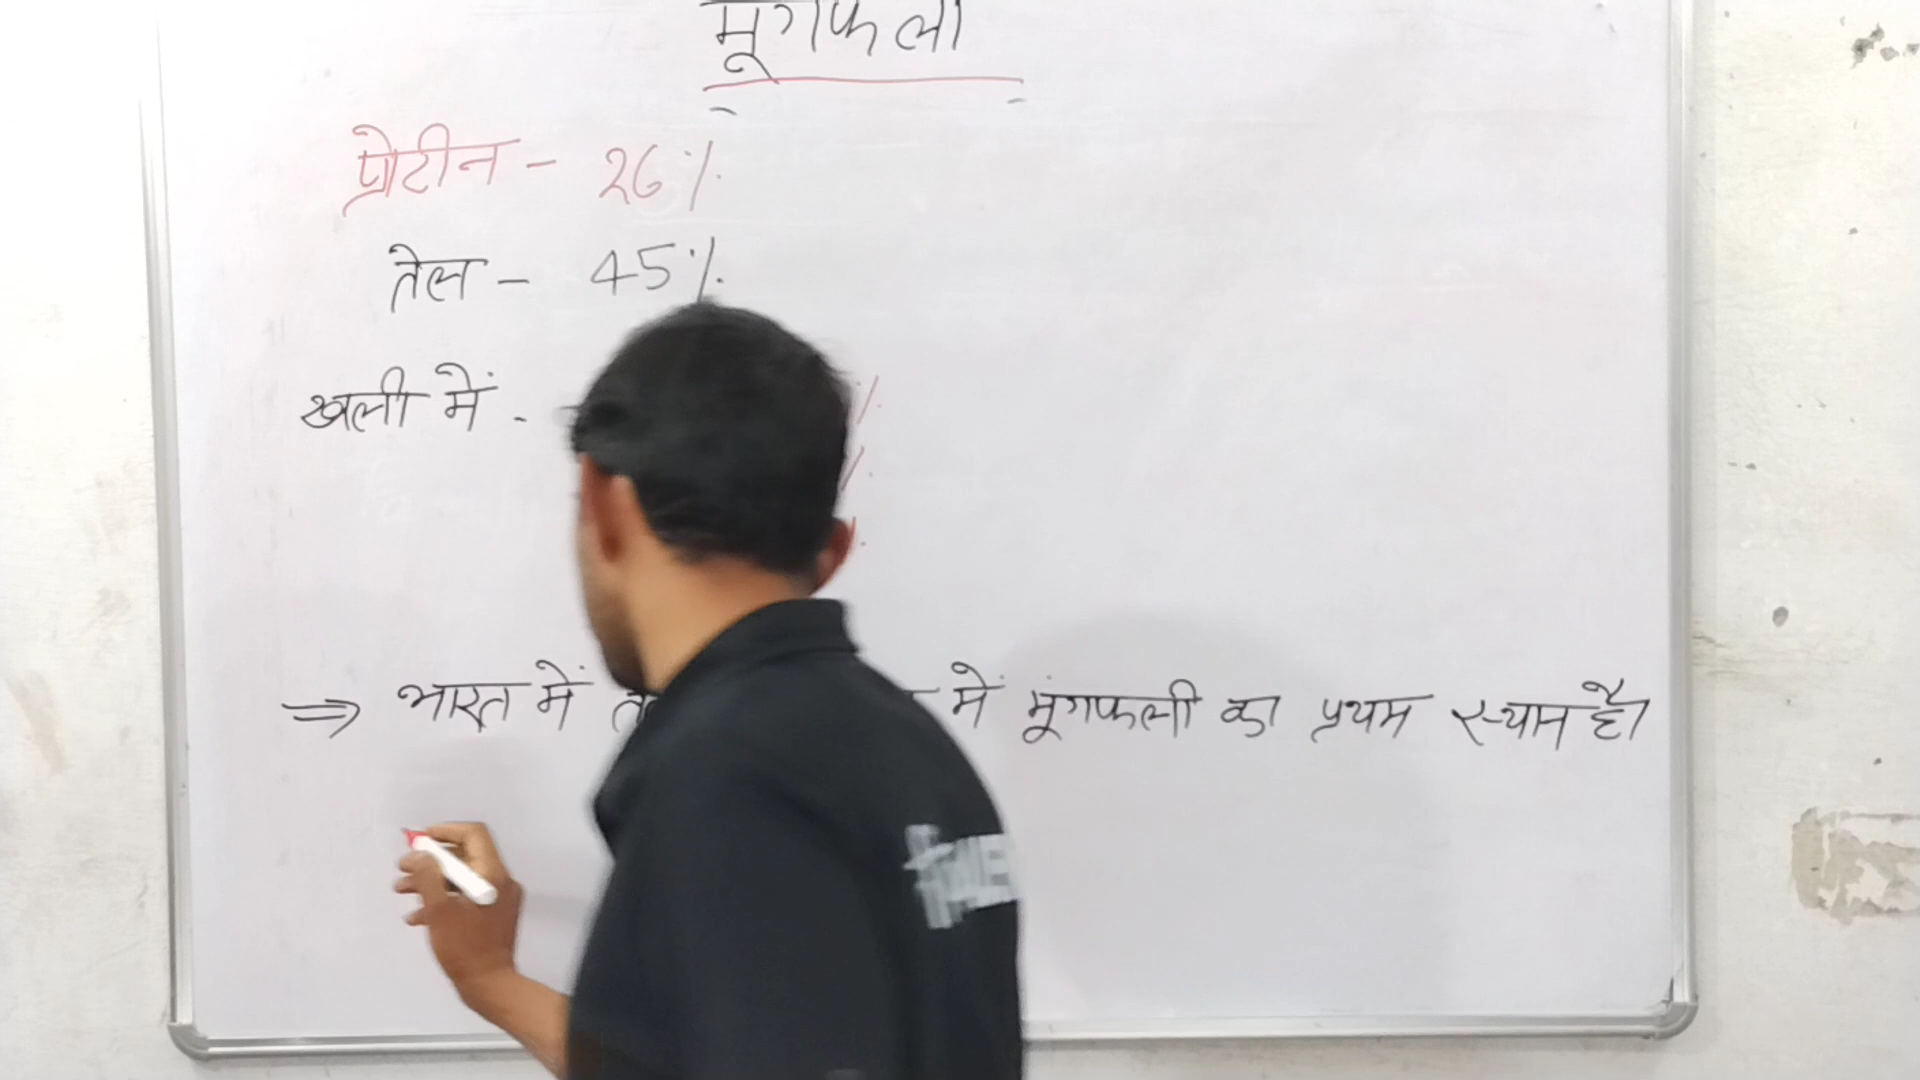 मूंगफली
प्रोटीन - 26%
तेल - 45%
खली में -
%
%
⇒ भारत में में मूंगफली का प्रथम स्थान है।